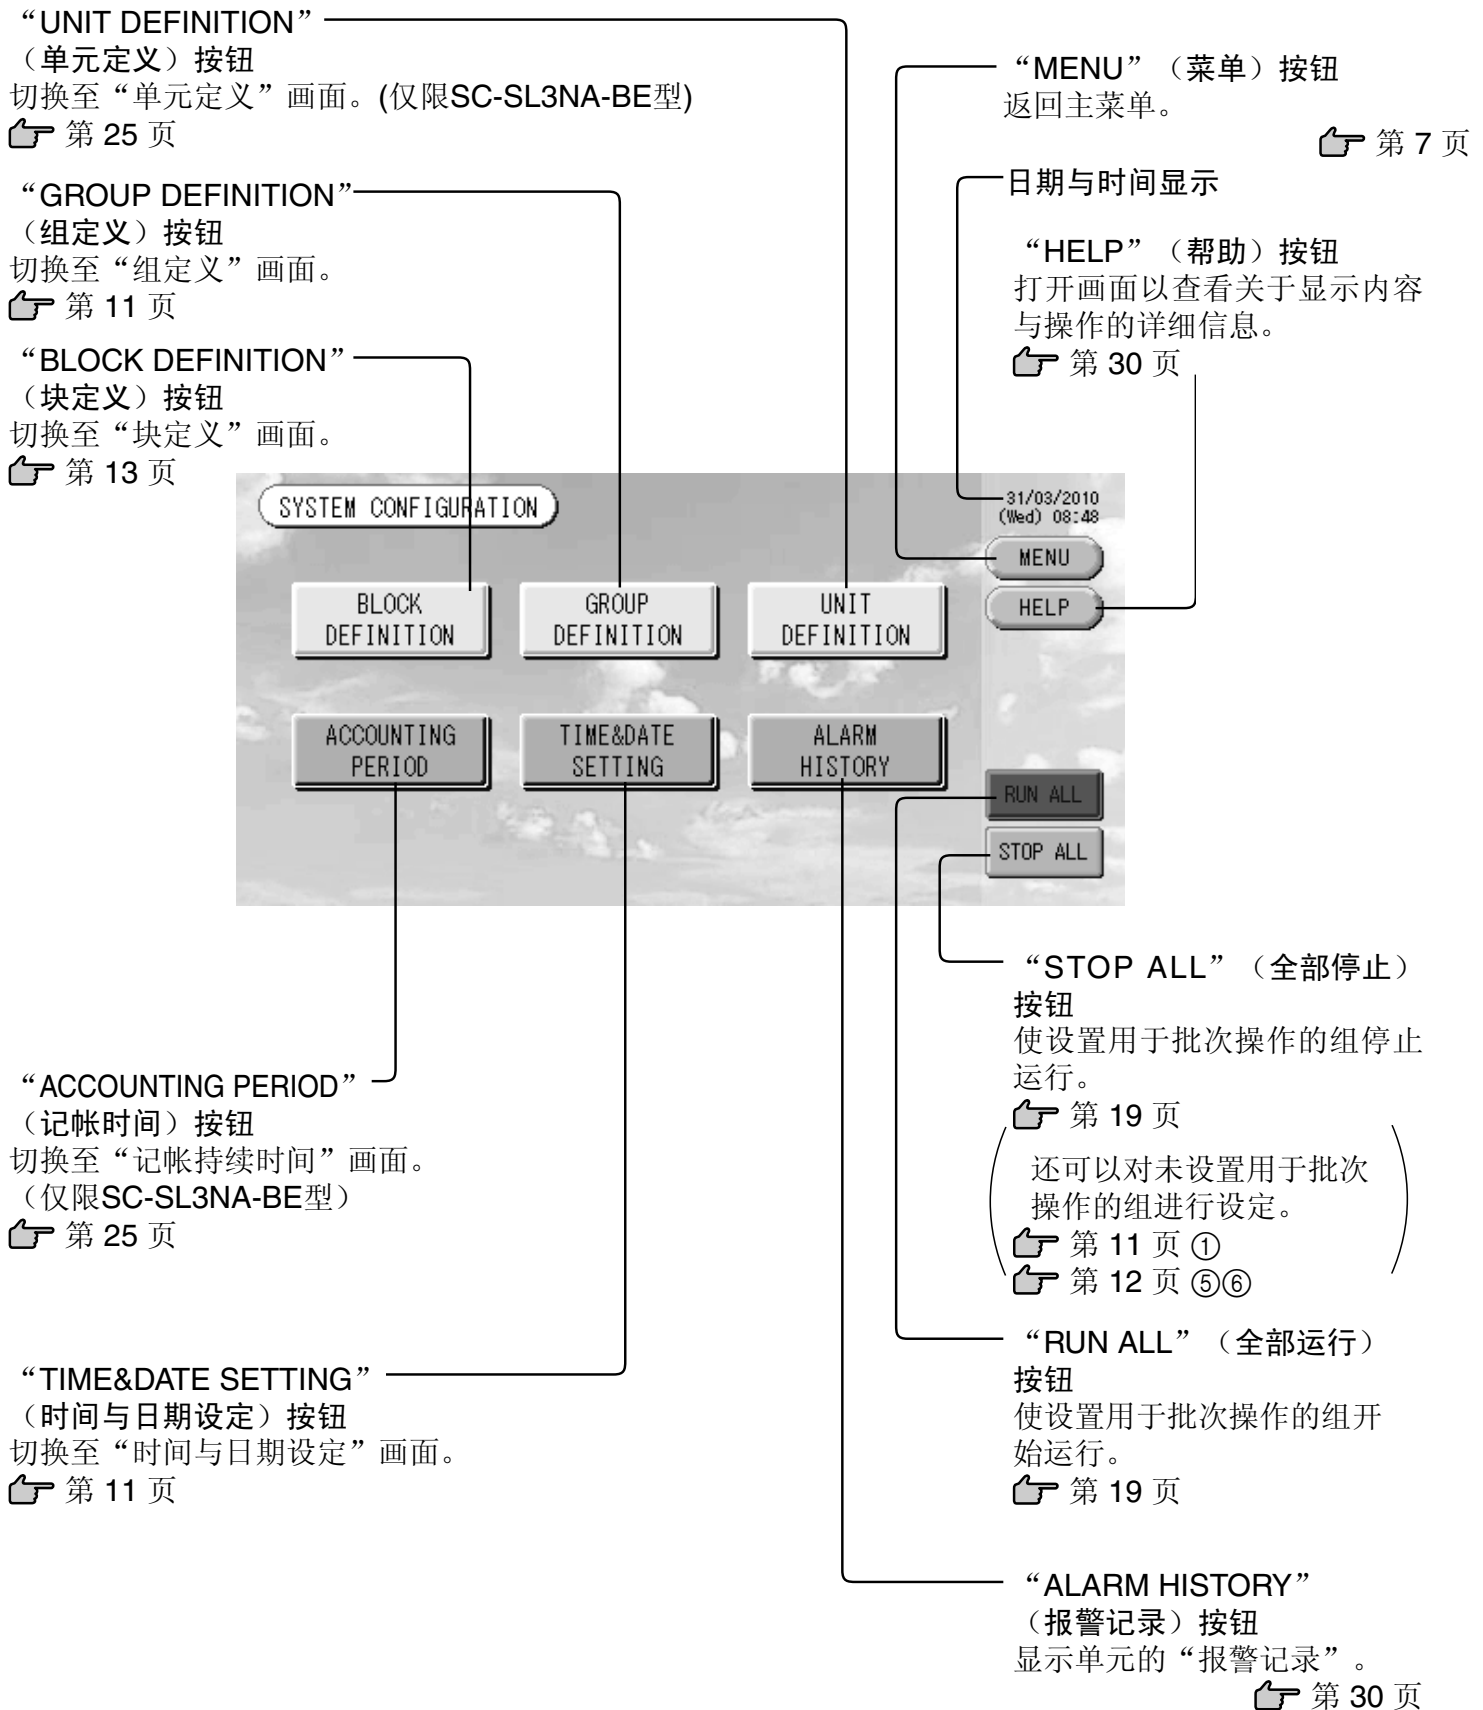 “UNIT DEFINITION”
（单元定义）按钮
切换至“单元定义”画面。(仅限SC-SL3NA-BE型)
第 25 页
“GROUP DEFINITION”
（组定义）按钮
切换至“组定义”画面。
第 11 页
“BLOCK DEFINITION”
（块定义）按钮
切换至“块定义”画面。
第 13 页
“MENU”（菜单）按钮
返回主菜单。
第 7 页
日期与时间显示
“HELP”（帮助）按钮
打开画面以查看关于显示内容
与操作的详细信息。
第 30 页
SYSTEM CONFIGURATION
31/03/2010
(Wed) 08:48
MENU
HELP
BLOCK
DEFINITION
GROUP
DEFINITION
UNIT
DEFINITION
ACCOUNTING
PERIOD
TIME&DATE
SETTING
ALARM
HISTORY
RUN ALL
STOP ALL
“ACCOUNTING PERIOD”
（记帐时间）按钮
切换至“记帐持续时间”画面。
（仅限SC-SL3NA-BE型）
第 25 页
“TIME&DATE SETTING”
（时间与日期设定）按钮
切换至“时间与日期设定”画面。
第 11 页
“STOP ALL”（全部停止）
按钮
使设置用于批次操作的组停止
运行。
第 19 页
还可以对未设置用于批次
操作的组进行设定。
第 11 页 ①
第 12 页 ⑤⑥
“RUN ALL”（全部运行）
按钮
使设置用于批次操作的组开
始运行。
第 19 页
“ALARM HISTORY”
（报警记录）按钮
显示单元的“报警记录”。
第 30 页